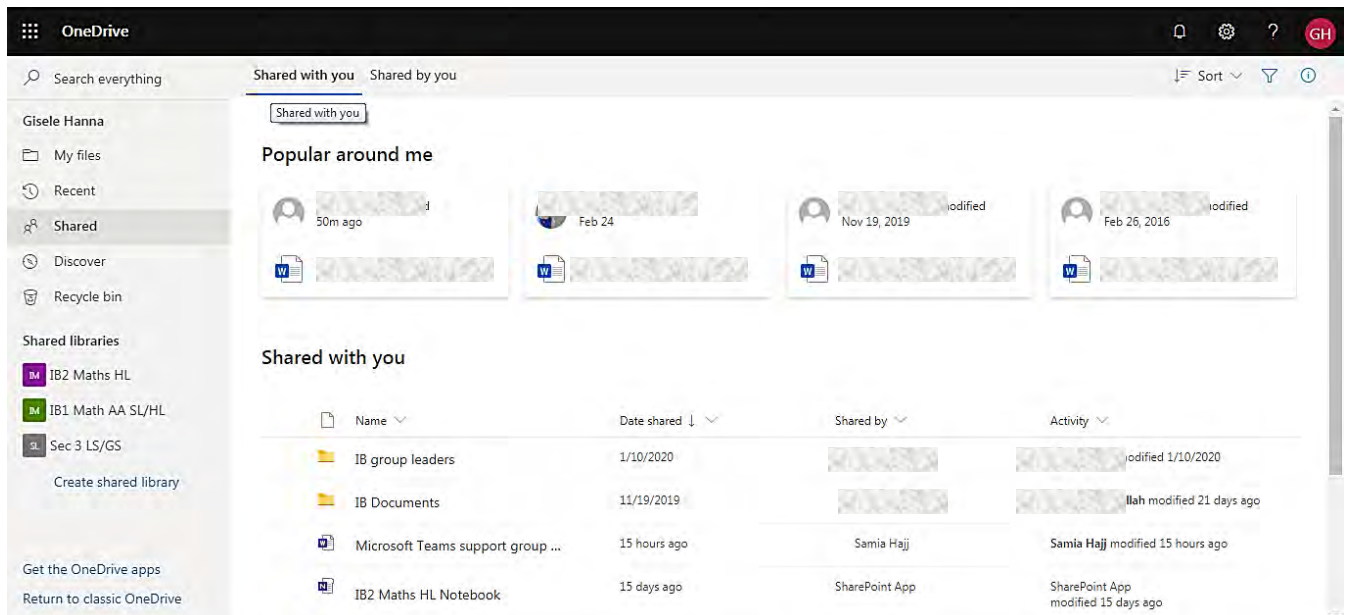 OneDrive
GH
Search everything
Shared with you Shared by you
Sort
Shared with you
Gisele Hanna
My files
Recent
Shared
Discover
Recycle bin
Shared libraries
IM IB2 Maths HL
IM IB1 Math AA SL/HL
SL Sec 3 LS/GS
Create shared library
Get the OneDrive apps
Return to classic OneDrive
Popular around me
50m ago
Feb 24
Nov 19, 2019
Feb 26, 2016
Shared with you
Name Date shared Shared by Activity
IB group leaders 1/10/2020 modified 1/10/2020
IB Documents 11/19/2019 modified 21 days ago
Microsoft Teams support group ... 15 hours ago Samia Hajj Samia Hajj modified 15 hours ago
IB2 Maths HL Notebook 15 days ago SharePoint App SharePoint App
modified 15 days ago